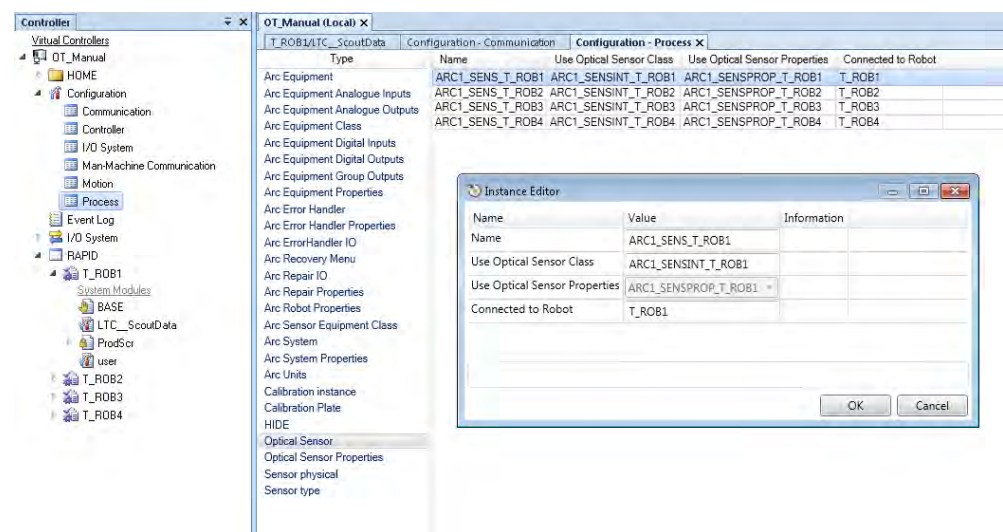 Controller
Virtual Controllers
OT_Manual
HOME
Configuration
Communication
Controller
I/O System
Man-Machine Communication
Motion
Process
Event Log
I/O System
RAPID
T_ROB1
System Modules
BASE
LTC__ScoutData
ProdScr
user
T_ROB2
T_ROB3
T_ROB4
OT_Manual (Local) X
T_ROB1/LTC__ScoutData Configuration - Communication Configuration - Process X
Type
Arc Equipment
Arc Equipment Analogue Inputs
Arc Equipment Analogue Outputs
Arc Equipment Class
Arc Equipment Digital Inputs
Arc Equipment Digital Outputs
Arc Equipment Group Outputs
Arc Equipment Properties
Arc Error Handler
Arc Error Handler Properties
Arc ErrorHandler IO
Arc Recovery Menu
Arc Repair IO
Arc Repair Properties
Arc Robot Properties
Arc Sensor Equipment Class
Arc System
Arc System Properties
Arc Units
Calibration instance
Calibration Plate
HIDE
Optical Sensor
Optical Sensor Properties
Sensor physical
Sensor type
Name Use Optical Sensor Class Use Optical Sensor Properties Connected to Robot
ARC1_SENS_T_ROB1 ARC1_SENSINT_T_ROB1 ARC1_SENSPROP_T_ROB1 T_ROB1
ARC1_SENS_T_ROB2 ARC1_SENSINT_T_ROB2 ARC1_SENSPROP_T_ROB2 T_ROB2
ARC1_SENS_T_ROB3 ARC1_SENSINT_T_ROB3 ARC1_SENSPROP_T_ROB3 T_ROB3
ARC1_SENS_T_ROB4 ARC1_SENSINT_T_ROB4 ARC1_SENSPROP_T_ROB4 T_ROB4
Instance Editor
Name Value Information
Name ARC1_SENS_T_ROB1
Use Optical Sensor Class ARC1_SENSINT_T_ROB1
Use Optical Sensor Properties ARC1_SENSPROP_T_ROB1
Connected to Robot T_ROB1
OK Cancel